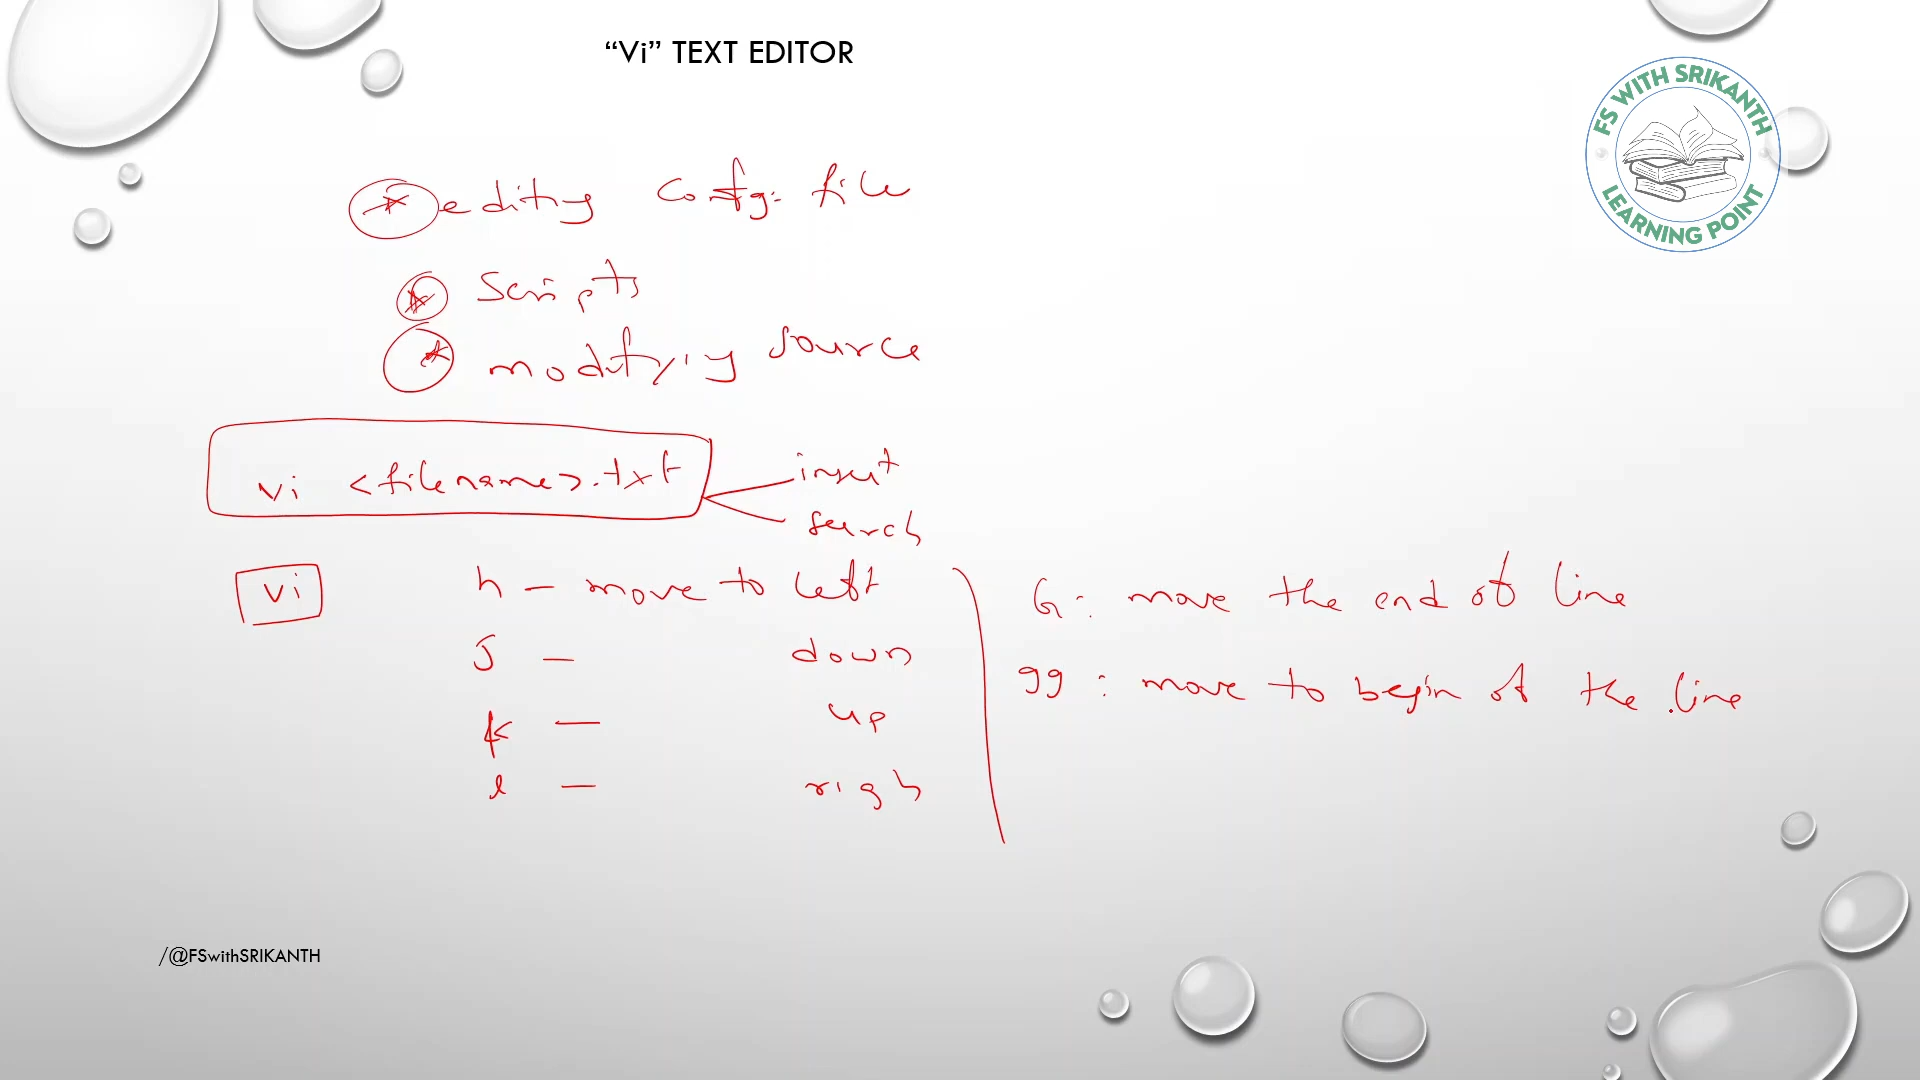 “Vi” TEXT EDITOR
FS WITH SRIKANTH
LEARNING POINT
* editing Config: file
* Scripts
* modifying source
vi <filename>.txt
insert
search
vi
h - move to left
j - down
k - up
l - righ
G: move the end of line
gg : move to begin of the line
/@FSwithSRIKANTH